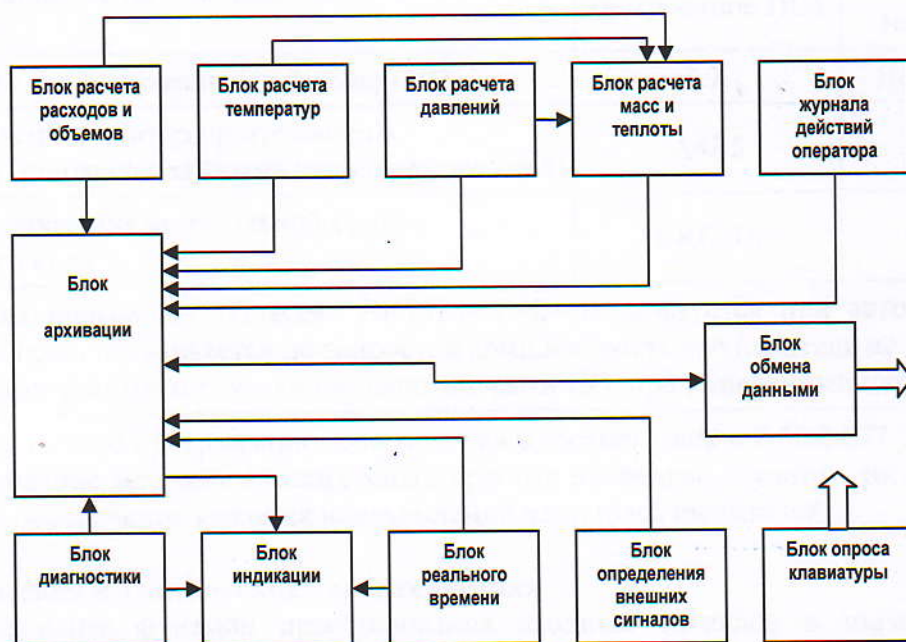 Блок расчета
расходов и
объемов
Блок расчета
температур
Блок расчета
давлений
Блок расчета
масс и
теплоты
Блок
журнала
действий
оператора
Блок
архивации
Блок
обмена
данными
Блок
диагностики
Блок
индикации
Блок
реального
времени
Блок
определения
внешних
сигналов
Блок опроса
клавиатуры